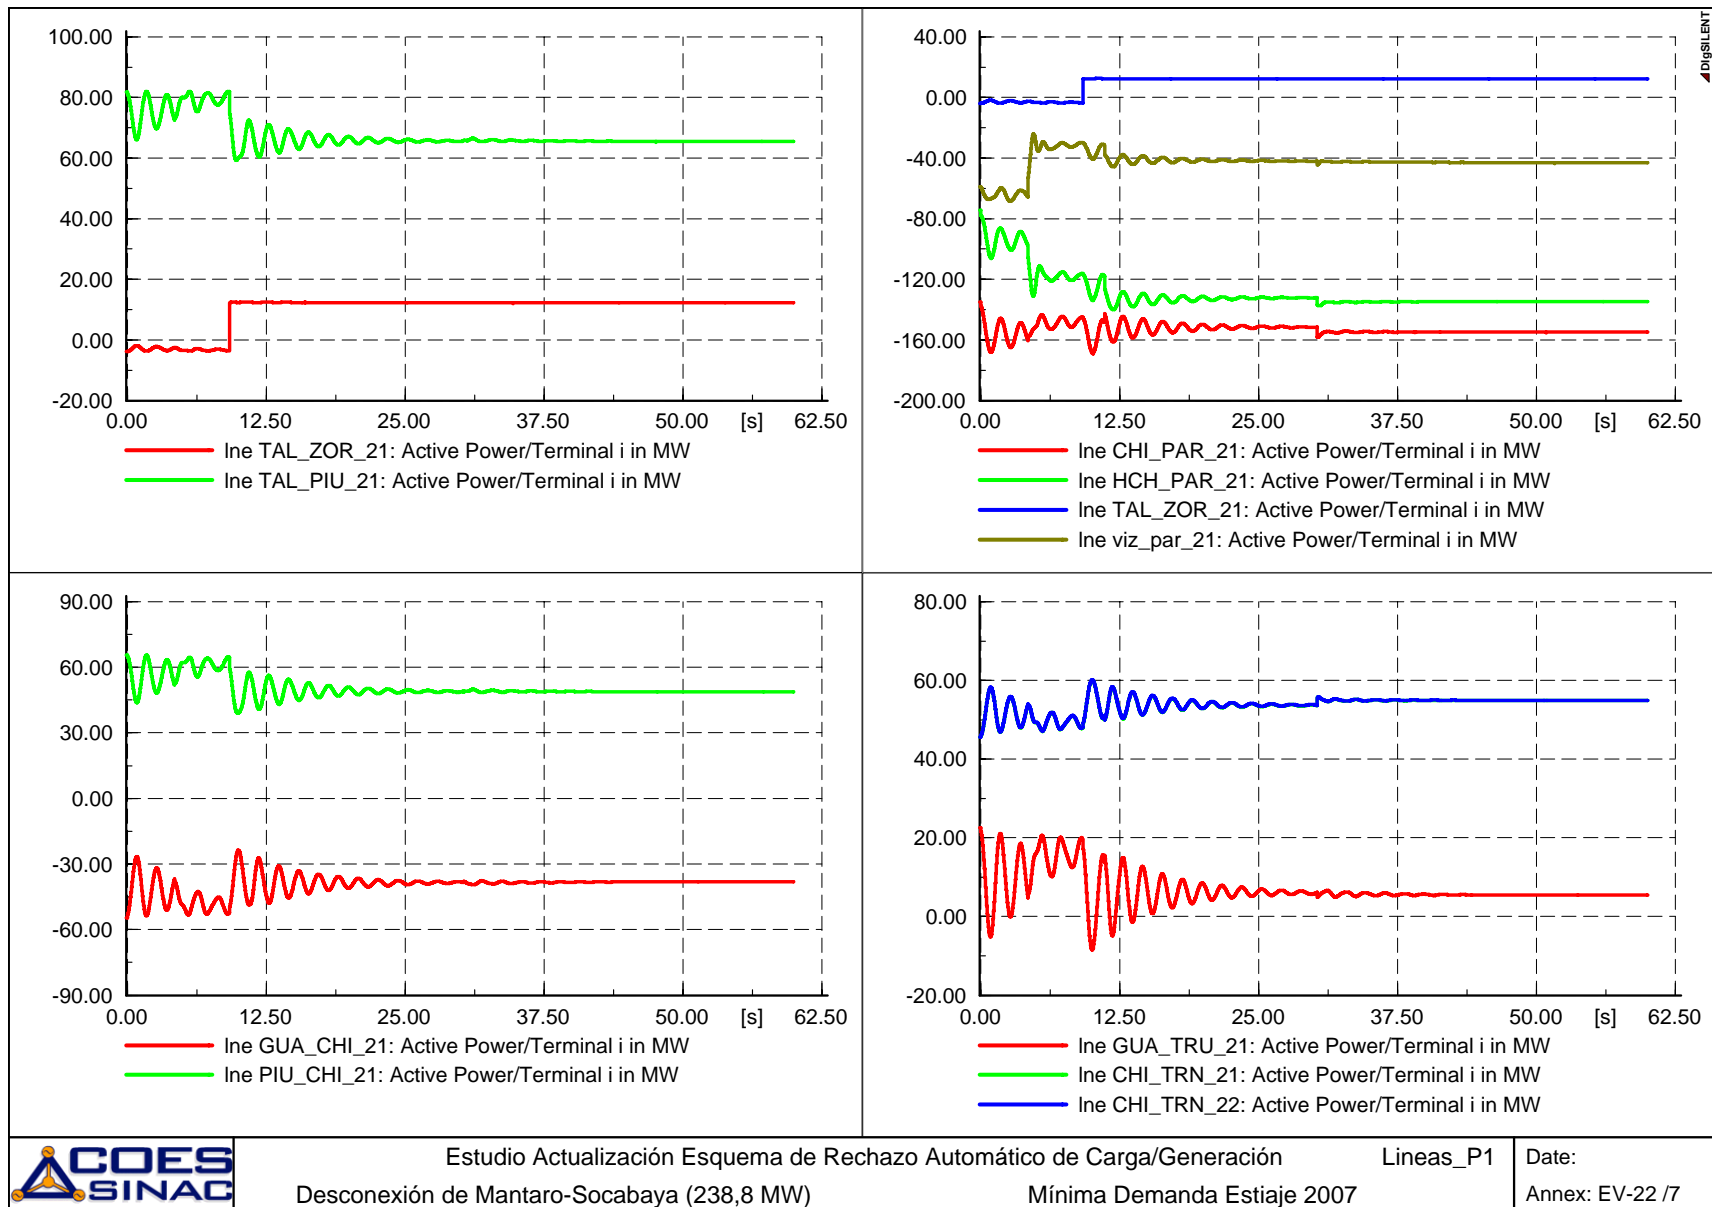 100.00
80.00
60.00
40.00
20.00
0.00
-20.00
0.00 12.50 25.00 37.50 50.00 [s] 62.50
lne TAL_ZOR_21: Active Power/Terminal i in MW
lne TAL_PIU_21: Active Power/Terminal i in MW
40.00
0.00
-40.00
-80.00
-120.00
-160.00
-200.00
0.00 12.50 25.00 37.50 50.00 [s] 62.50
lne CHI_PAR_21: Active Power/Terminal i in MW
lne HCH_PAR_21: Active Power/Terminal i in MW
lne TAL_ZOR_21: Active Power/Terminal i in MW
lne viz_par_21: Active Power/Terminal i in MW
DIgSILENT
90.00
60.00
30.00
0.00
-30.00
-60.00
-90.00
0.00 12.50 25.00 37.50 50.00 [s] 62.50
lne GUA_CHI_21: Active Power/Terminal i in MW
lne PIU_CHI_21: Active Power/Terminal i in MW
80.00
60.00
40.00
20.00
0.00
-20.00
0.00 12.50 25.00 37.50 50.00 [s] 62.50
lne GUA_TRU_21: Active Power/Terminal i in MW
lne CHI_TRN_21: Active Power/Terminal i in MW
lne CHI_TRN_22: Active Power/Terminal i in MW
COES
SINAC
Estudio Actualización Esquema de Rechazo Automático de Carga/Generación Lineas_P1
Desconexión de Mantaro-Socabaya (238,8 MW) Mínima Demanda Estiaje 2007
Date:
Annex: EV-22 /7